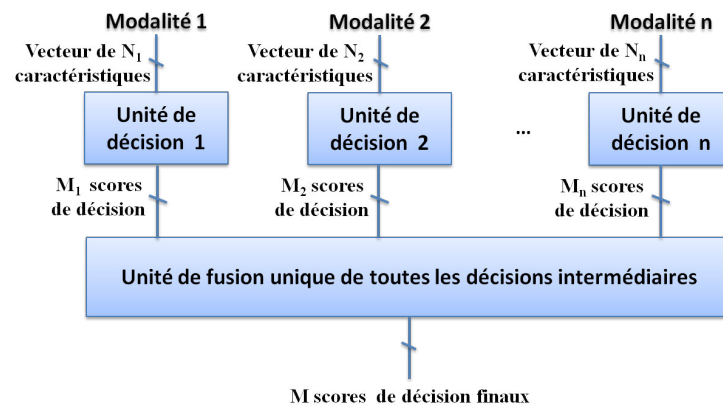 Modalité 1
Modalité 2
Modalité n
Vecteur de N₁
caractéristiques
Vecteur de N₂
caractéristiques
Vecteur de Nₙ
caractéristiques
Unité de
décision 1
Unité de
décision 2
...
Unité de
décision n
M₁ scores
de décision
M₂ scores
de décision
Mₙ scores
de décision
Unité de fusion unique de toutes les décisions intermédiaires
M scores de décision finaux